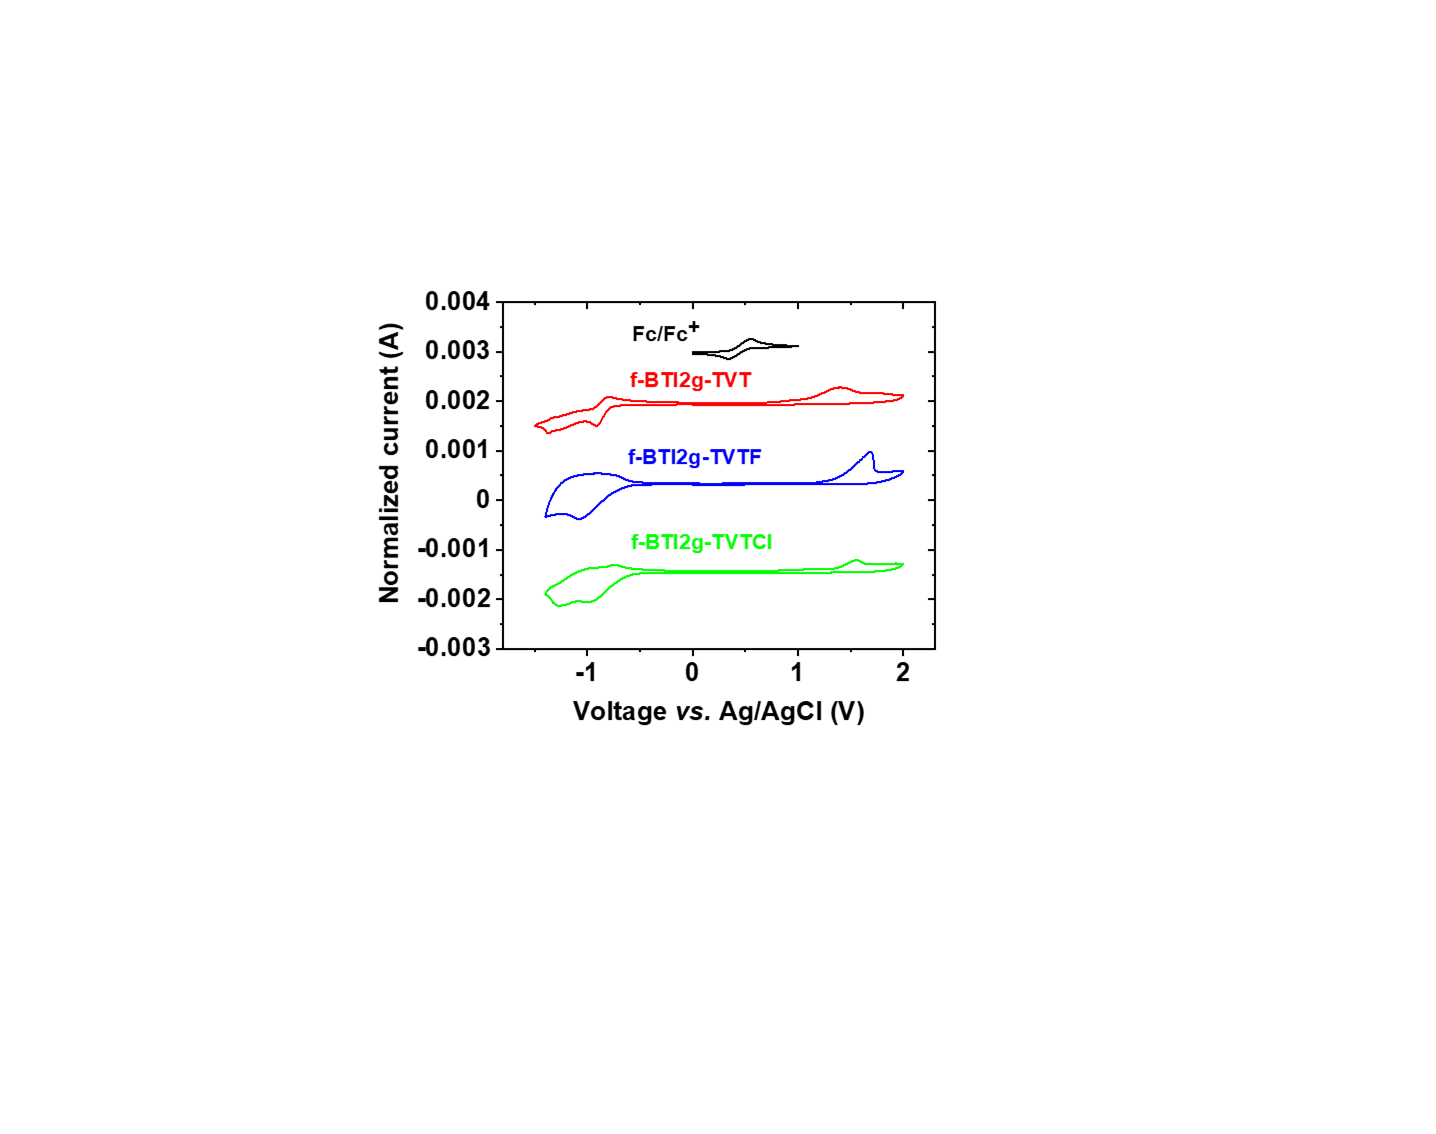 Normalized current (A)
0.004
0.003
0.002
0.001
0
-0.001
-0.002
-0.003
Fc/Fc+
f-BTI2g-TVT
f-BTI2g-TVTF
f-BTI2g-TVTCl
-1 0 1 2
Voltage vs. Ag/AgCl (V)